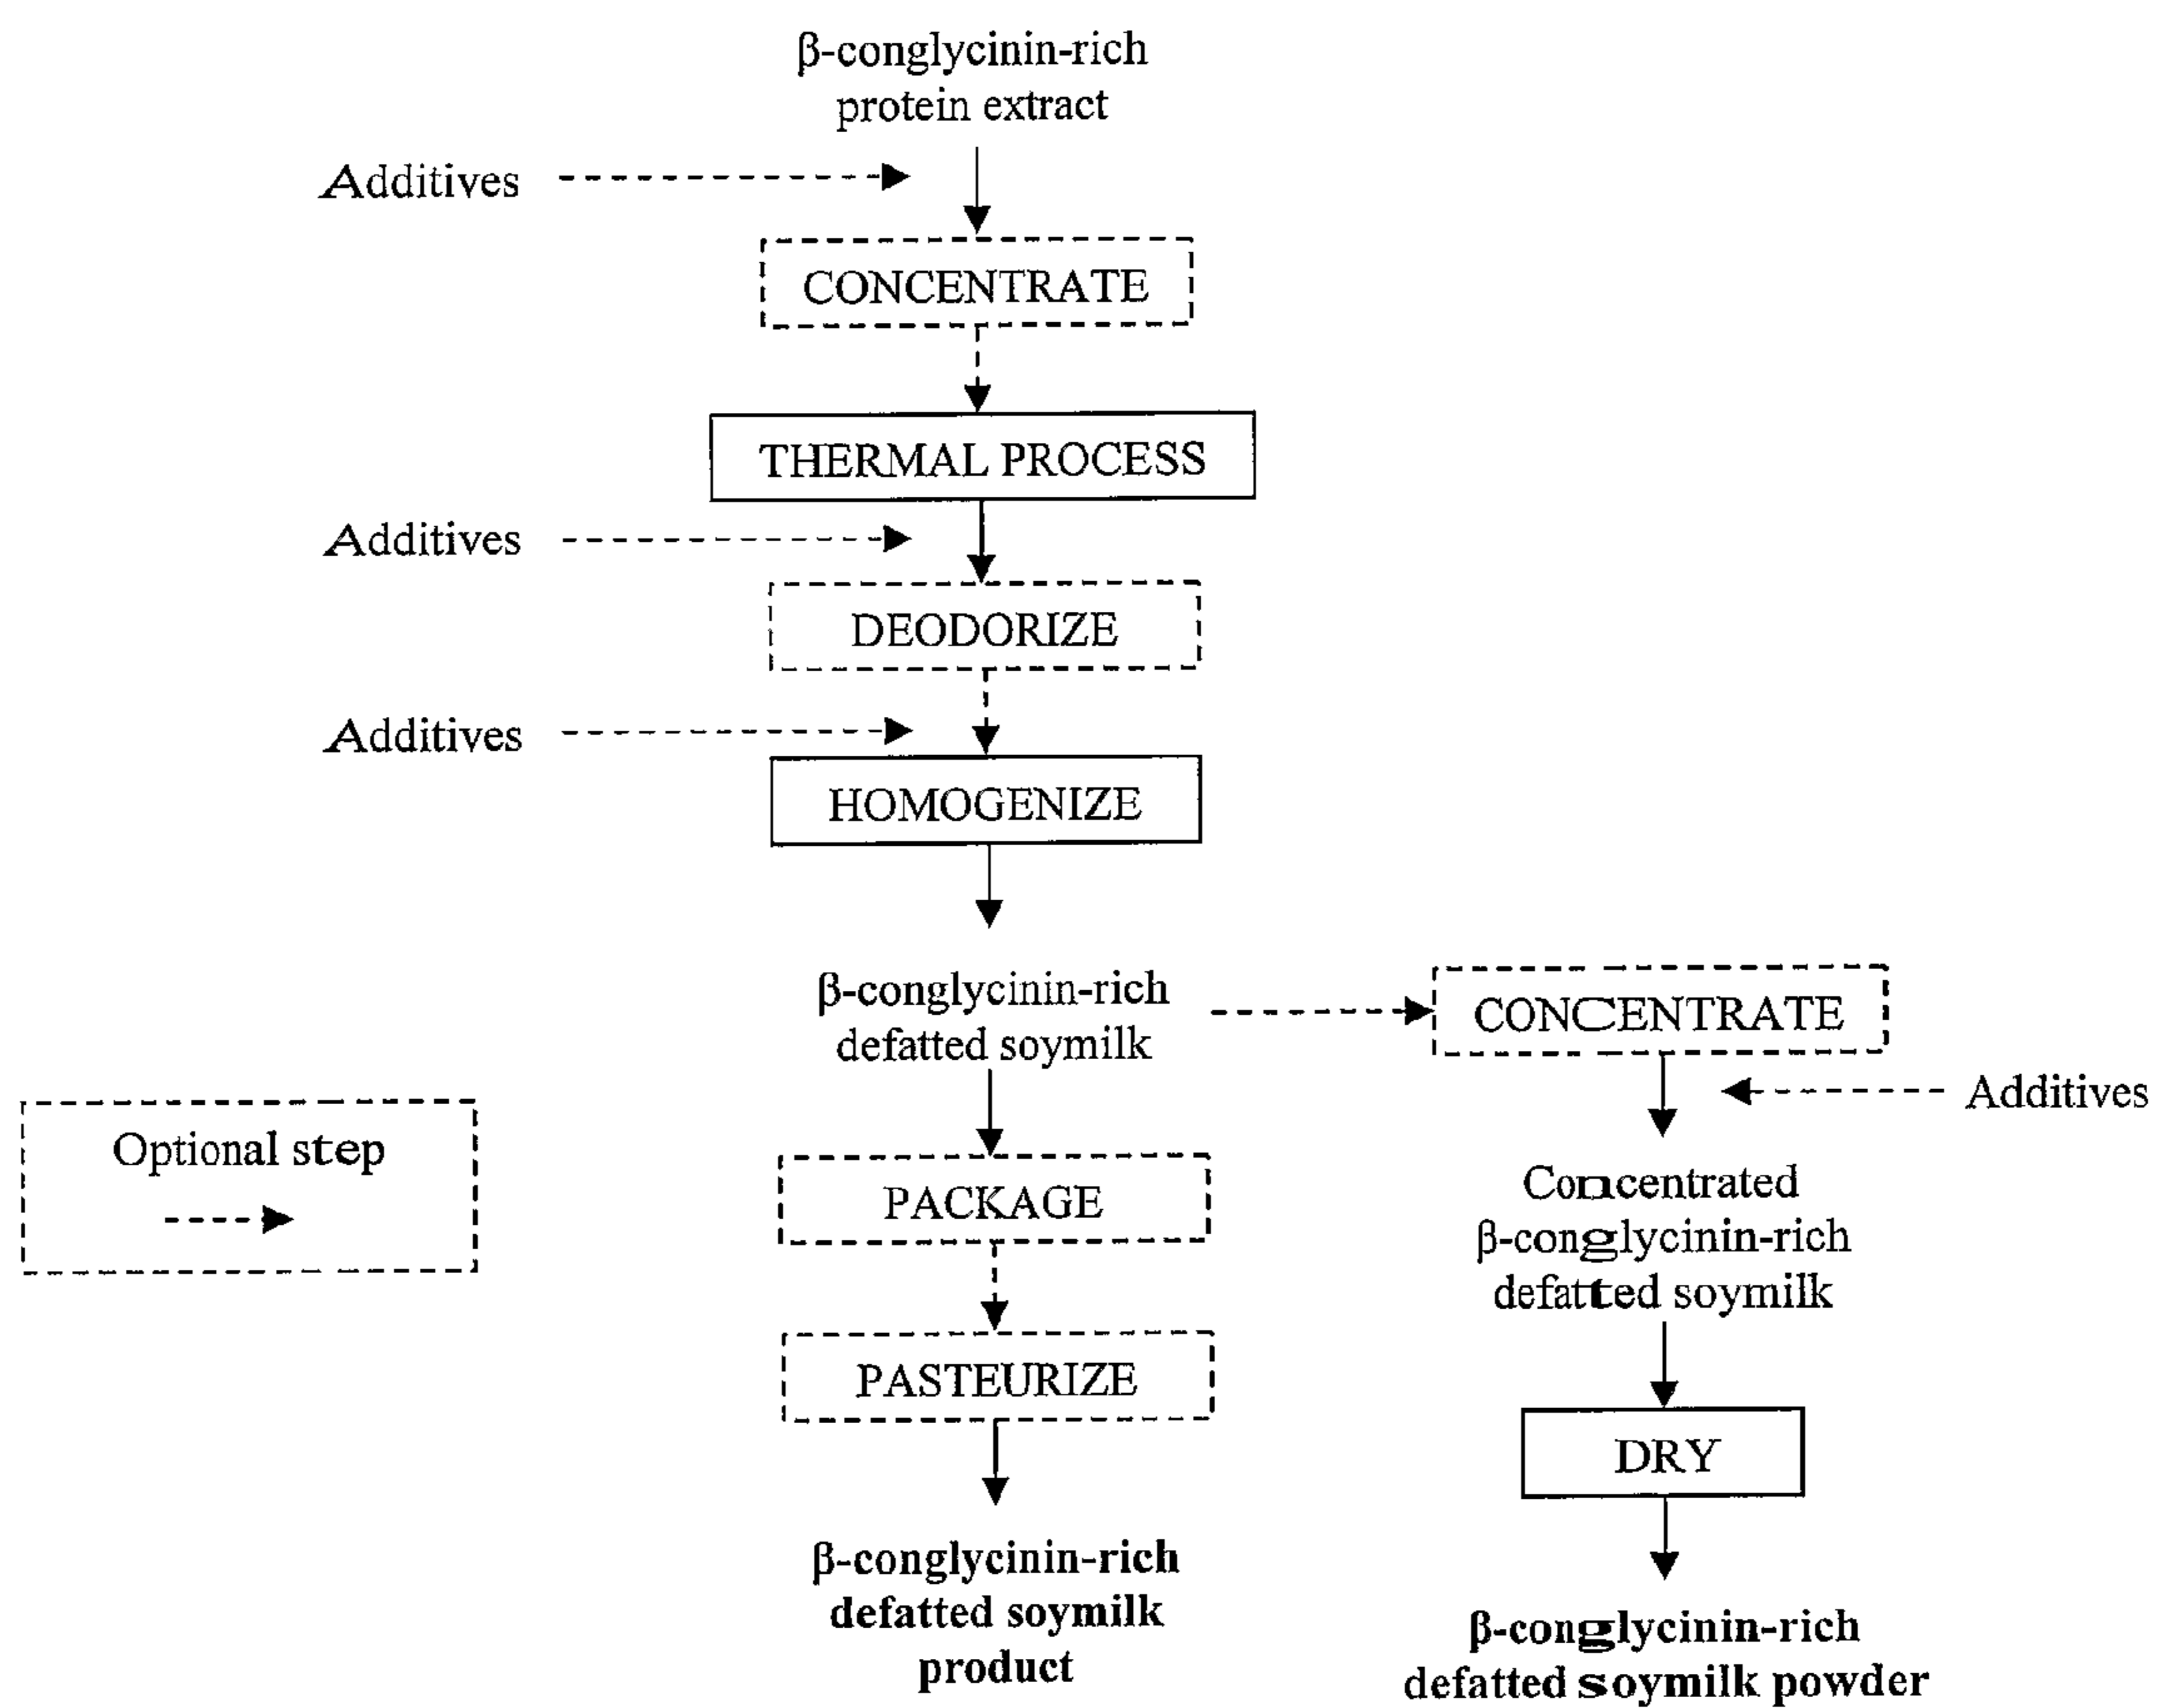 β-conglycinin-rich
protein extract
Additives
CONCENTRATE
THERMAL PROCESS
Additives
DEODORIZE
Additives
HOMOGENIZE
β-conglycinin-rich
defatted soymilk
CONCENTRATE
Additives
Optional step
PACKAGE
Concentrated
β-conglycinin-rich
defatted soymilk
PASTEURIZE
DRY
β-conglycinin-rich
defatted soymilk
product
β-conglycinin-rich
defatted soymilk powder